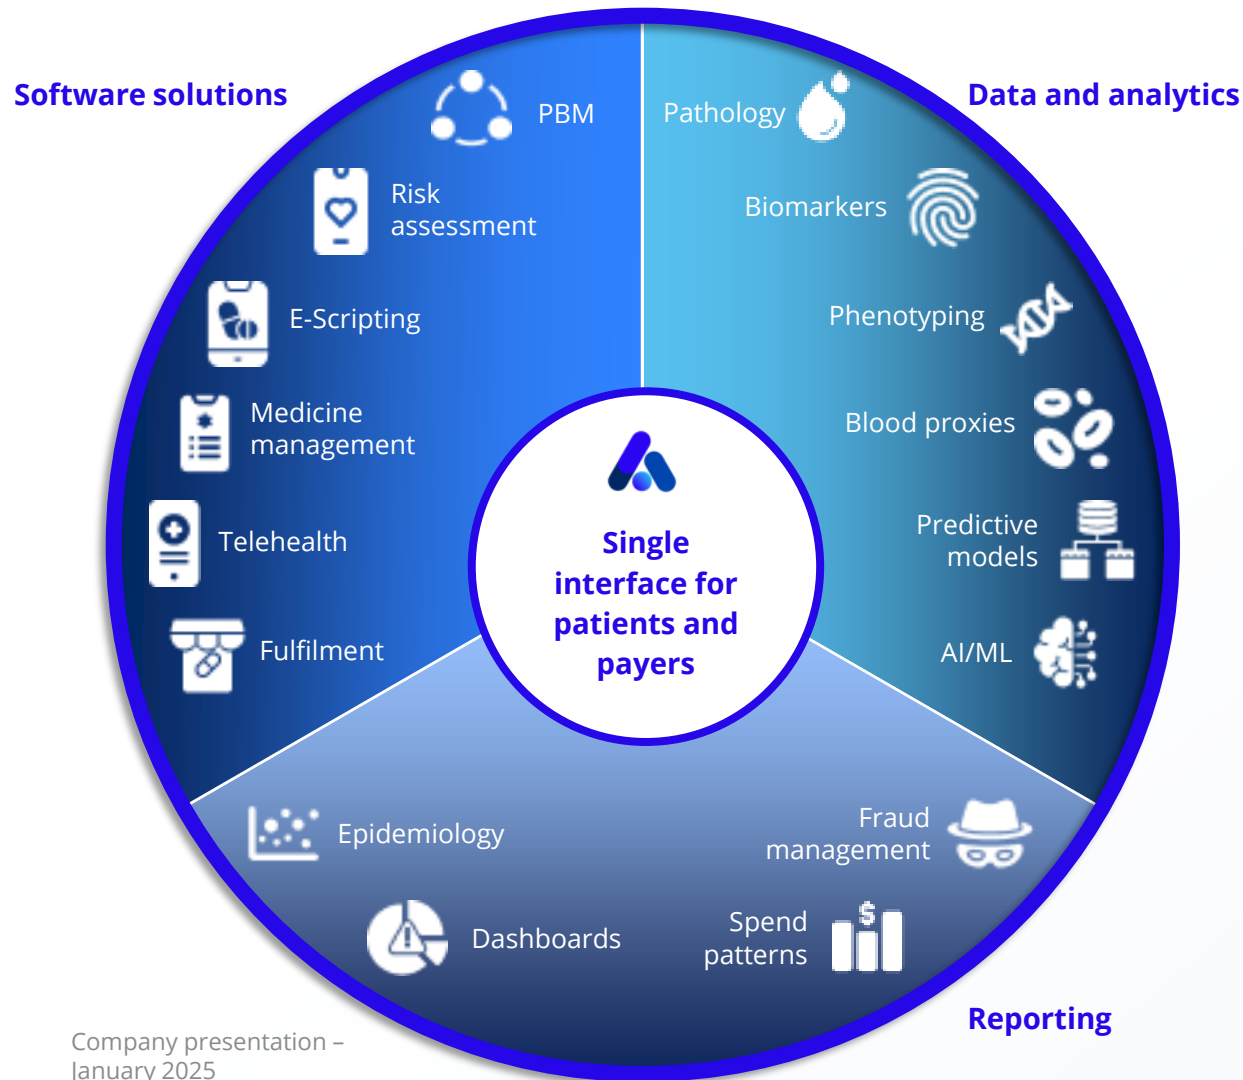 Software solutions
Data and analytics
PBM
Risk
assessment
E-Scripting
Medicine
management
Telehealth
Fulfilment
Pathology
Biomarkers
Phenotyping
Blood proxies
Predictive
models
AI/ML
Single
interface for
patients and
payers
Epidemiology
Dashboards
Fraud
management
Spend
patterns
$
Reporting
Company presentation –
January 2025